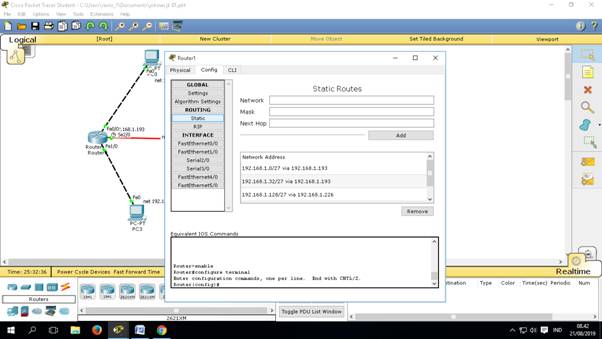 Cisco Packet Tracer Student
File Edit Options View Tools Extensions Help
Logical
[Root]
New Cluster
Move Object
Set Tiled Background
Viewport
Router1
Physical Config CLI
GLOBAL
Settings
Algorithm Settings
ROUTING
Static
RIP
INTERFACE
FastEthernet0/0
FastEthernet1/0
Serial2/0
Serial3/0
FastEthernet4/0
FastEthernet5/0
Static Routes
Network
Mask
Next Hop
Add
Network Address
192.168.1.0/27 via 192.168.1.193
192.168.1.32/27 via 192.168.1.193
192.168.1.128/27 via 192.168.1.226
Remove
Equivalent IOS Commands
Router>enable
Router#configure terminal
Enter configuration commands, one per line. End with CNTL/Z.
Router(config)#
Fa0/0
.168.1.193
Se2/0
Router
Fa1/0
Fa0
net 192.1
PC-PT
PC3
Time: 25:32:36
Power Cycle Devices Fast Forward Time
Realtime
Routers
2621XM
Toggle PDU List Window
Type Color Time(sec) Periodic Num
IND
08.42
21/08/2019